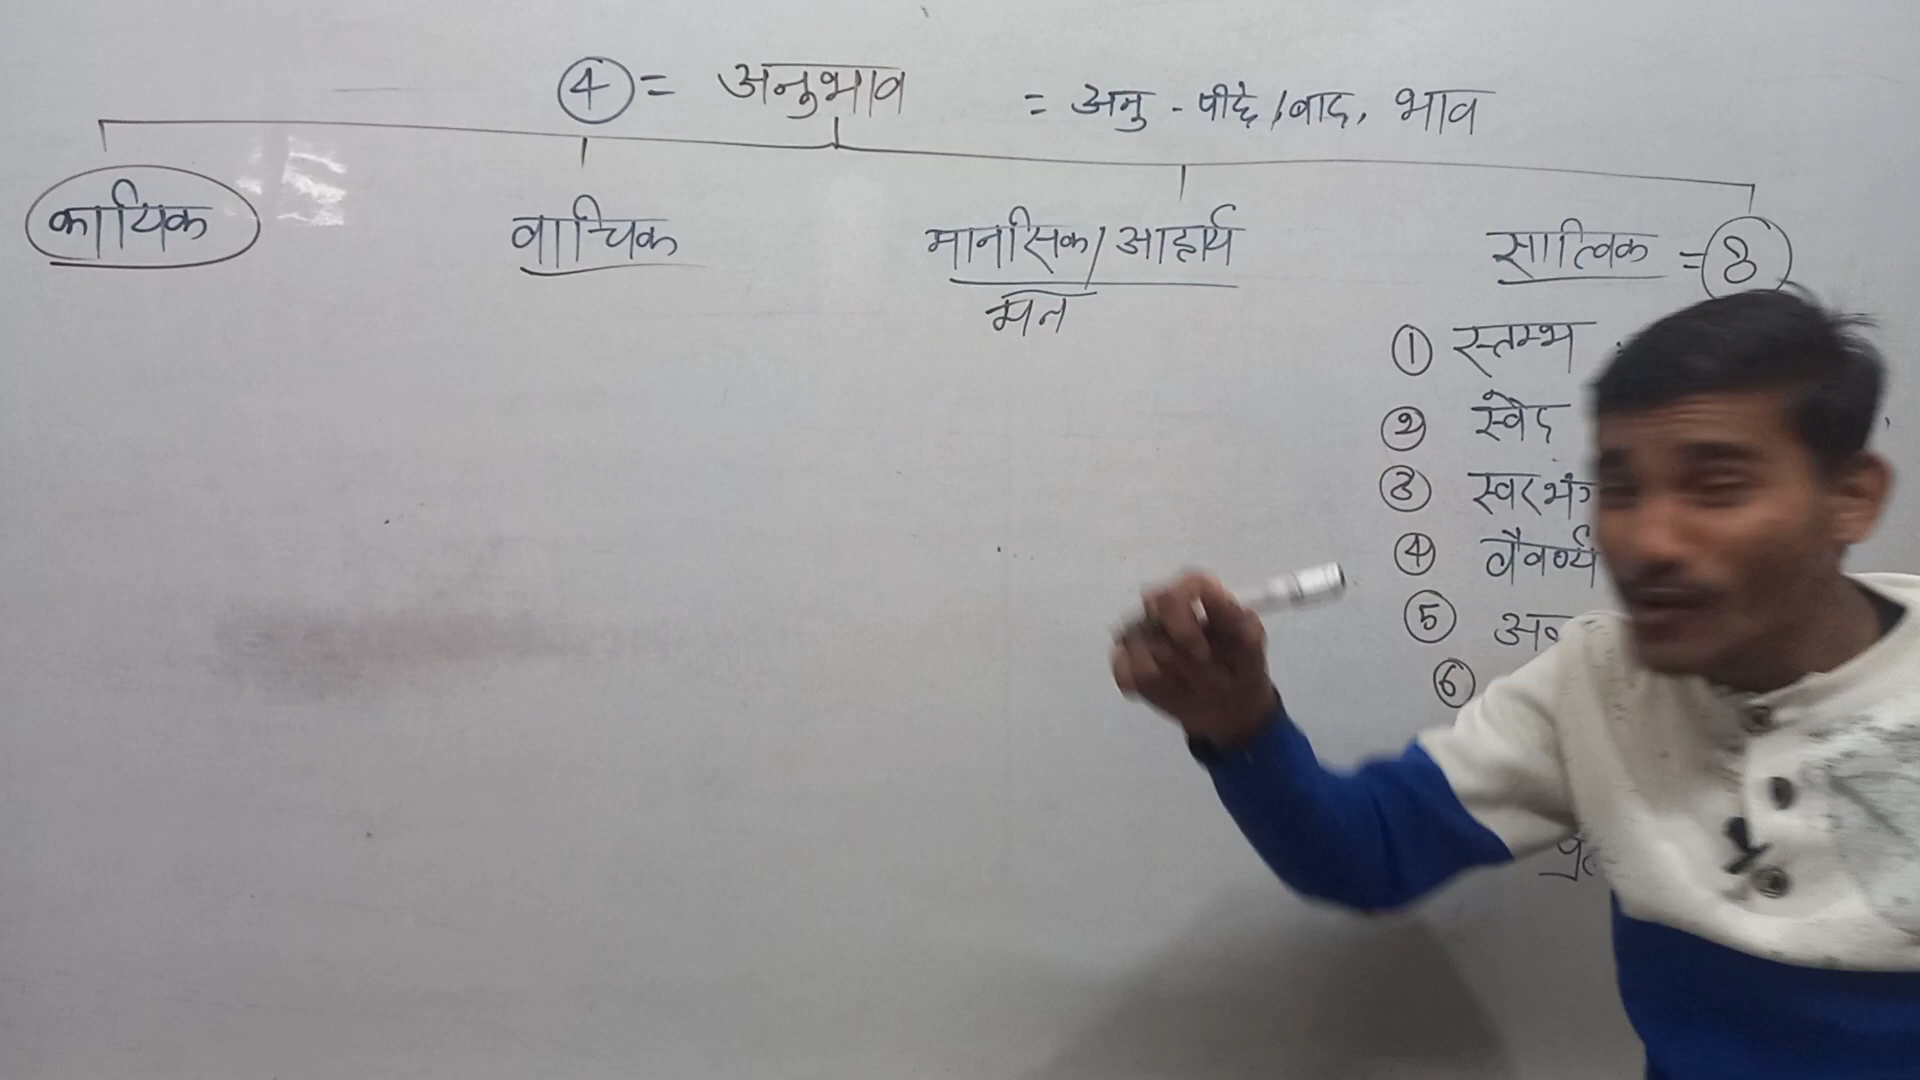 ④ = अनुभाव = अनु - पीछे / बाद, भाव
कायिक वाचिक मानसिक / आहार्य सात्विक = ⑧
मन
① स्तम्भ
② स्वेद
③ स्वरभं
④ वैवर्ण्य
⑤
⑥